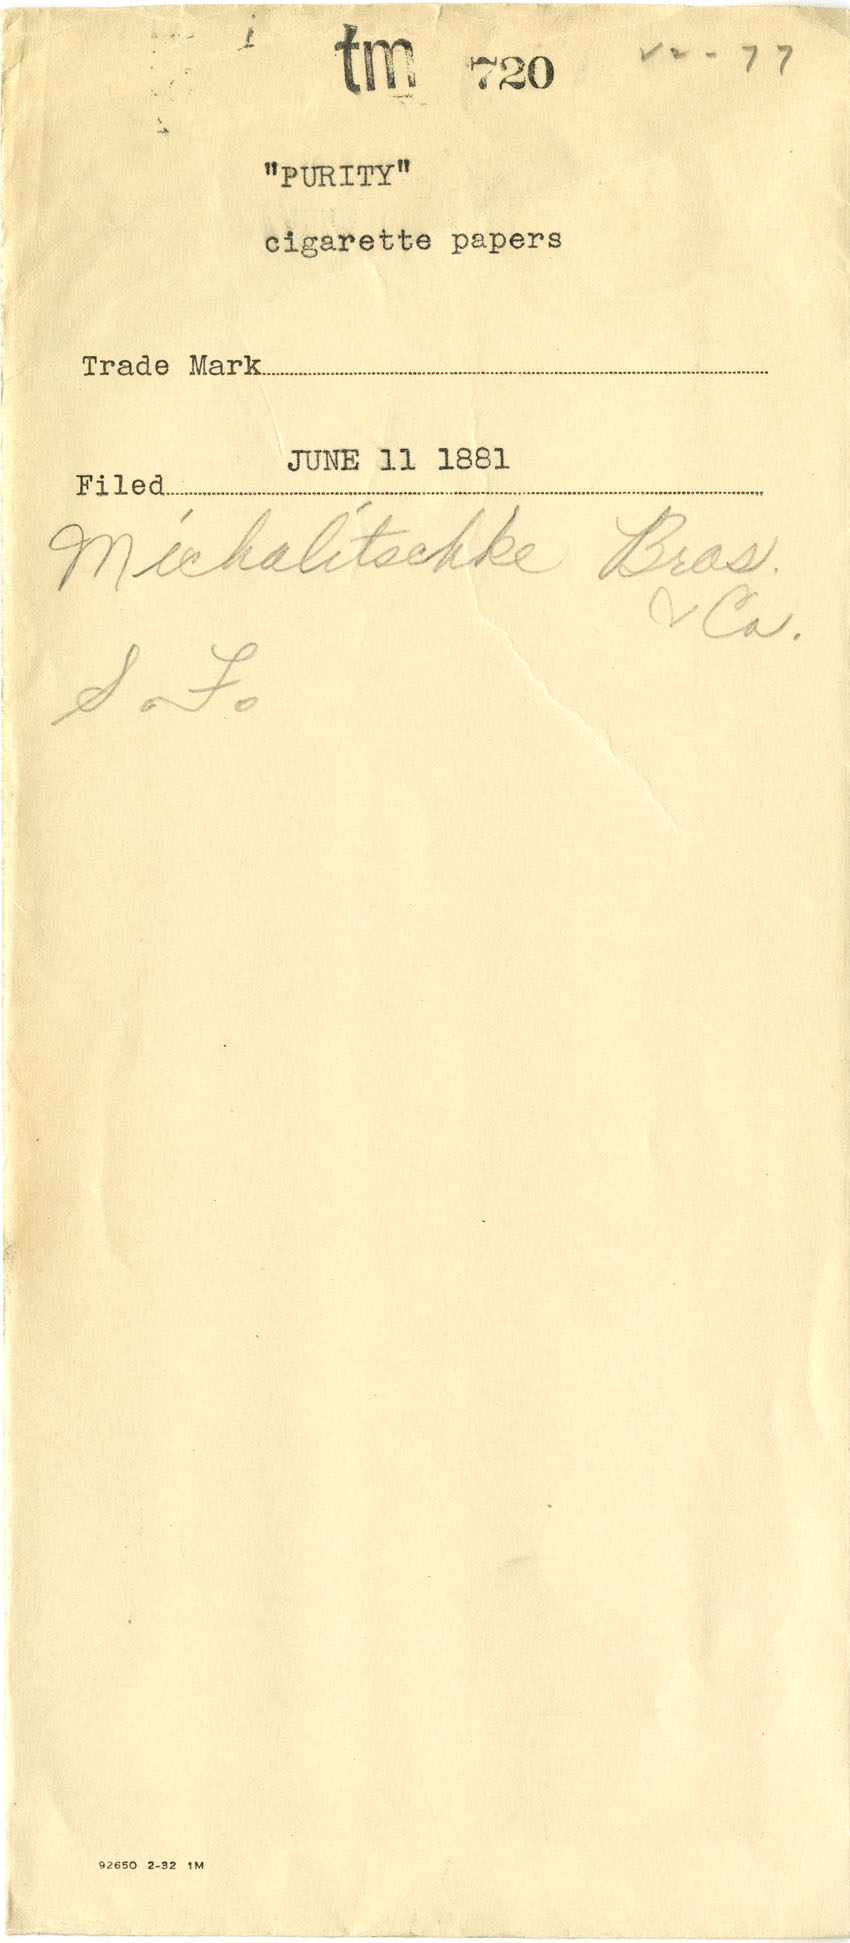 tm 720
"PURITY"
cigarette papers
Trade Mark
JUNE 11 1881
Filed
Michalitschke Bros.
& Co.
S. F.
92650 2-32 1M